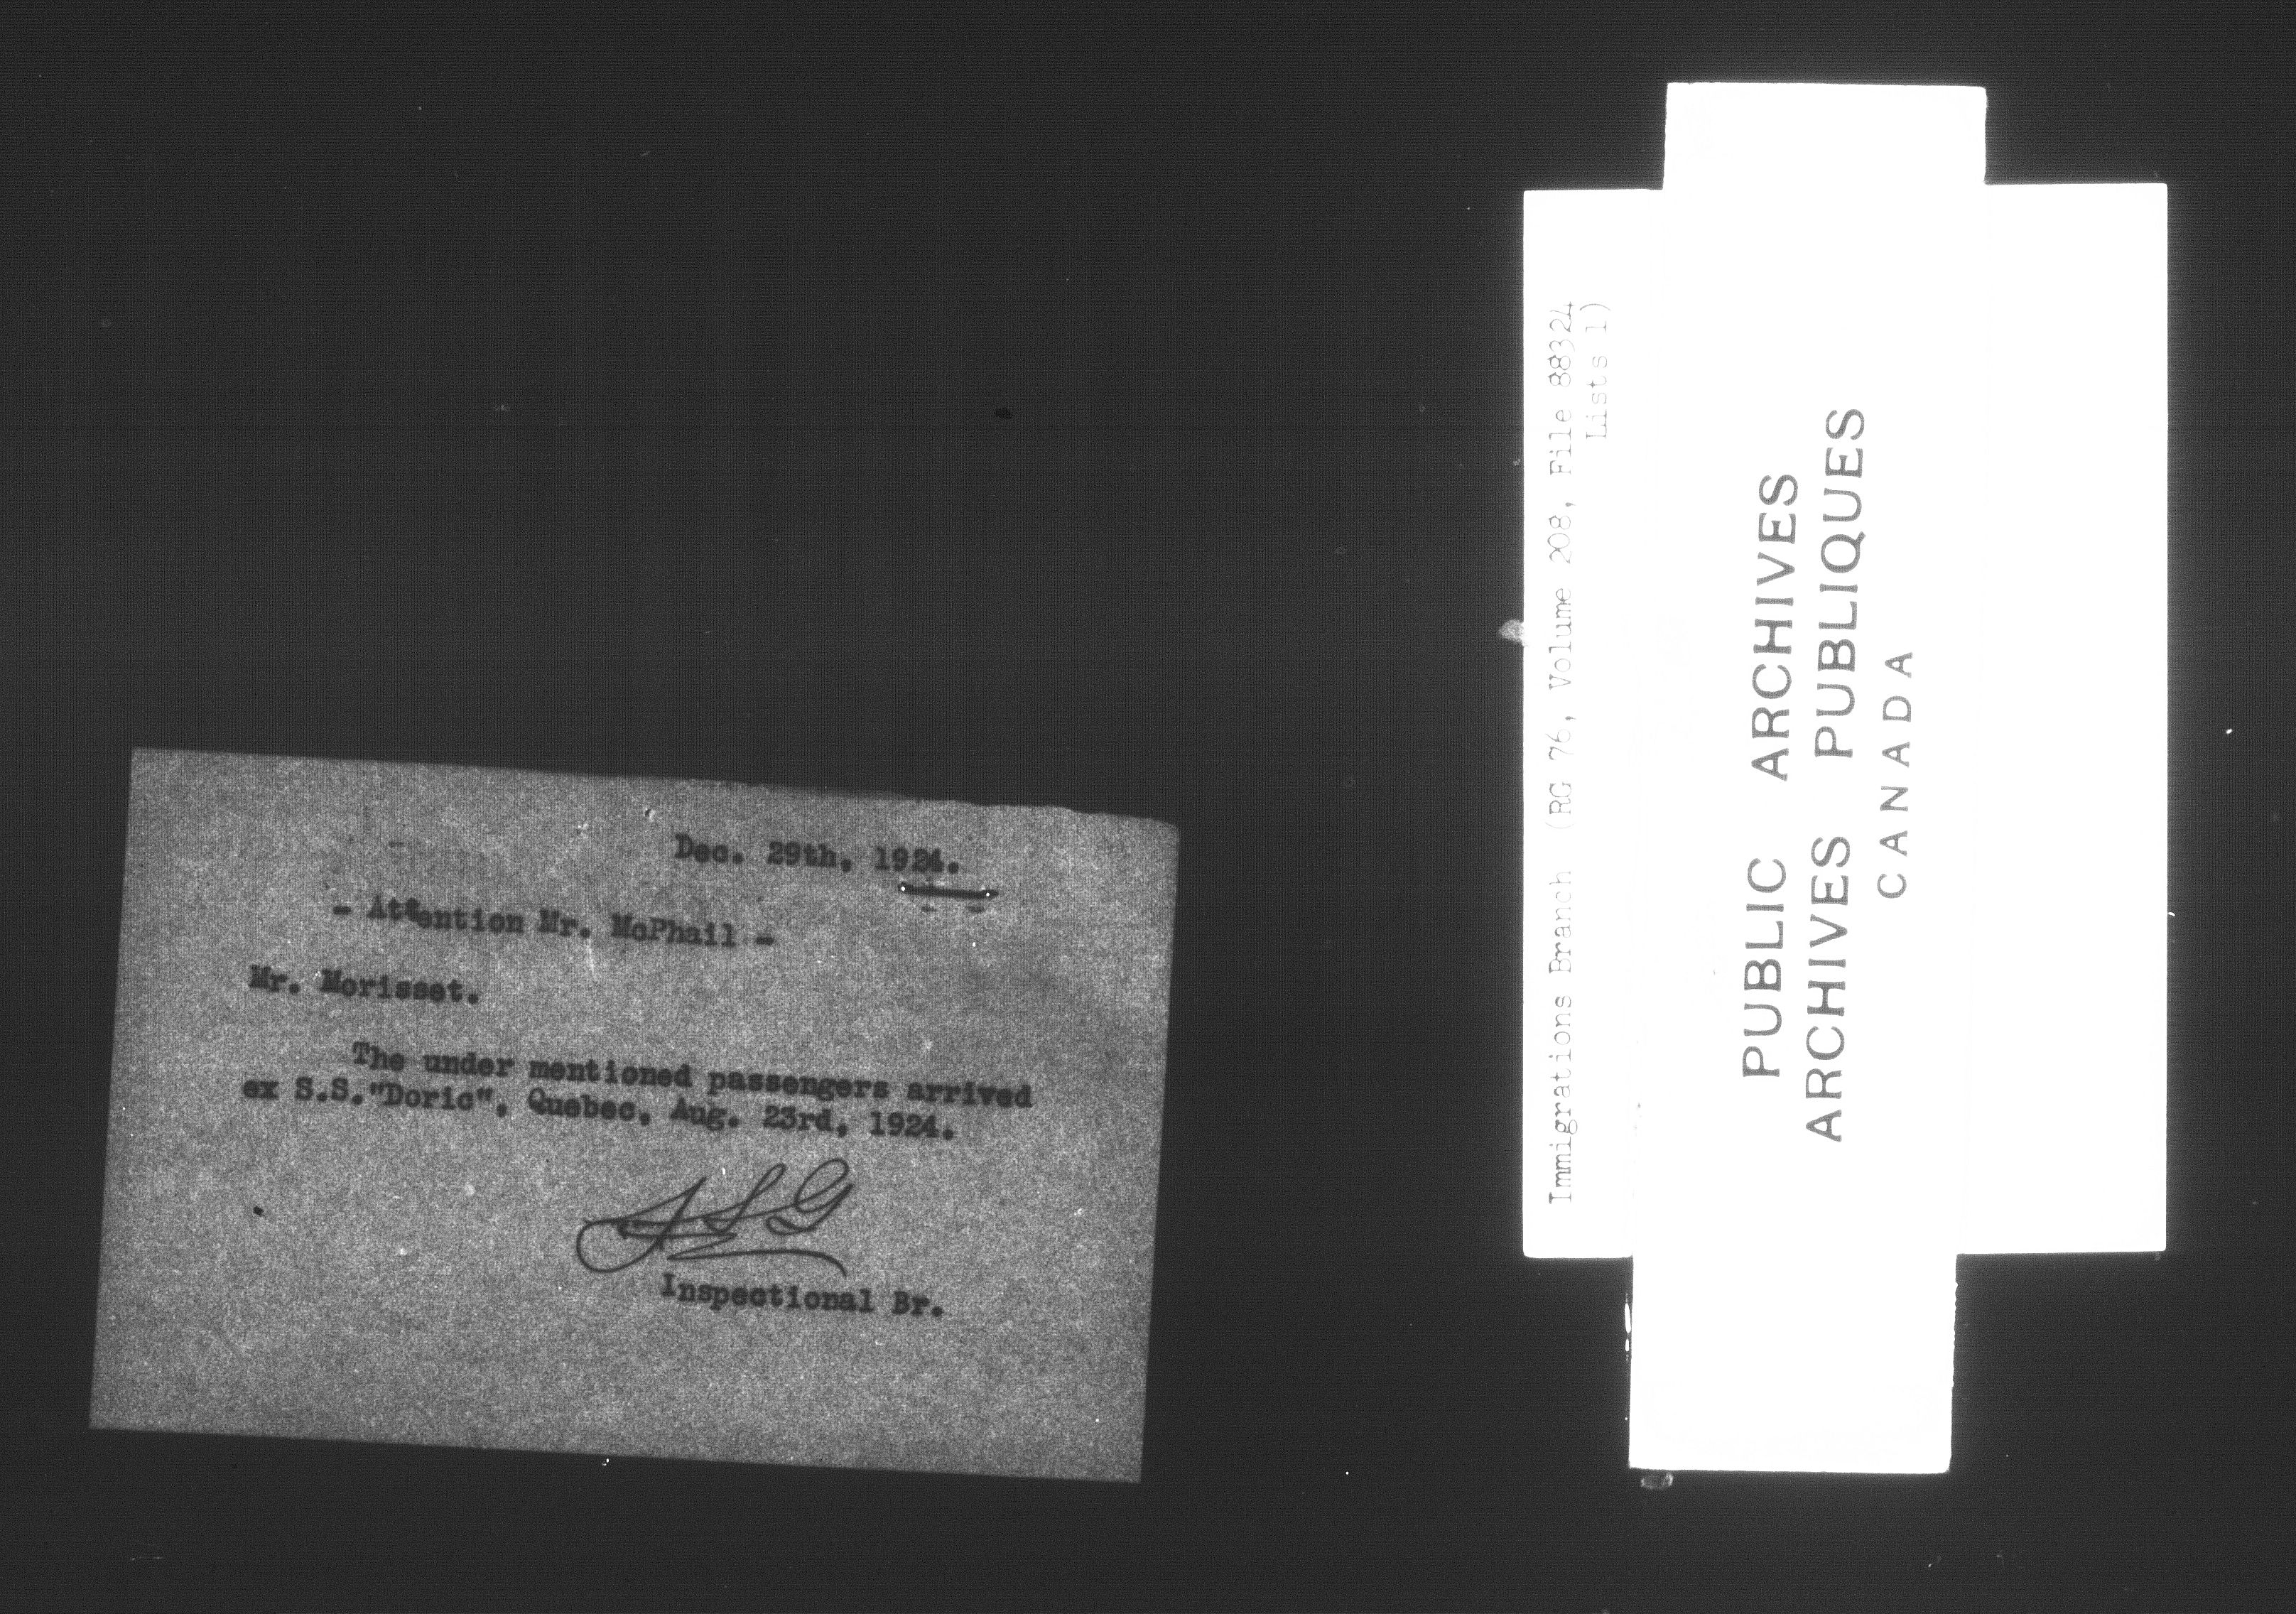 Dec. 29th, 1924.
- Attention Mr. McPhail -
Mr. Morisset.
The under mentioned passengers arrived
ex S.S."Doric", Quebec, Aug. 23rd, 1924.
Inspectional Br.
Immigrations Branch (RG 76, Volume 208, File 88324
Lists 1)
PUBLIC ARCHIVES
ARCHIVES PUBLIQUES
CANADA